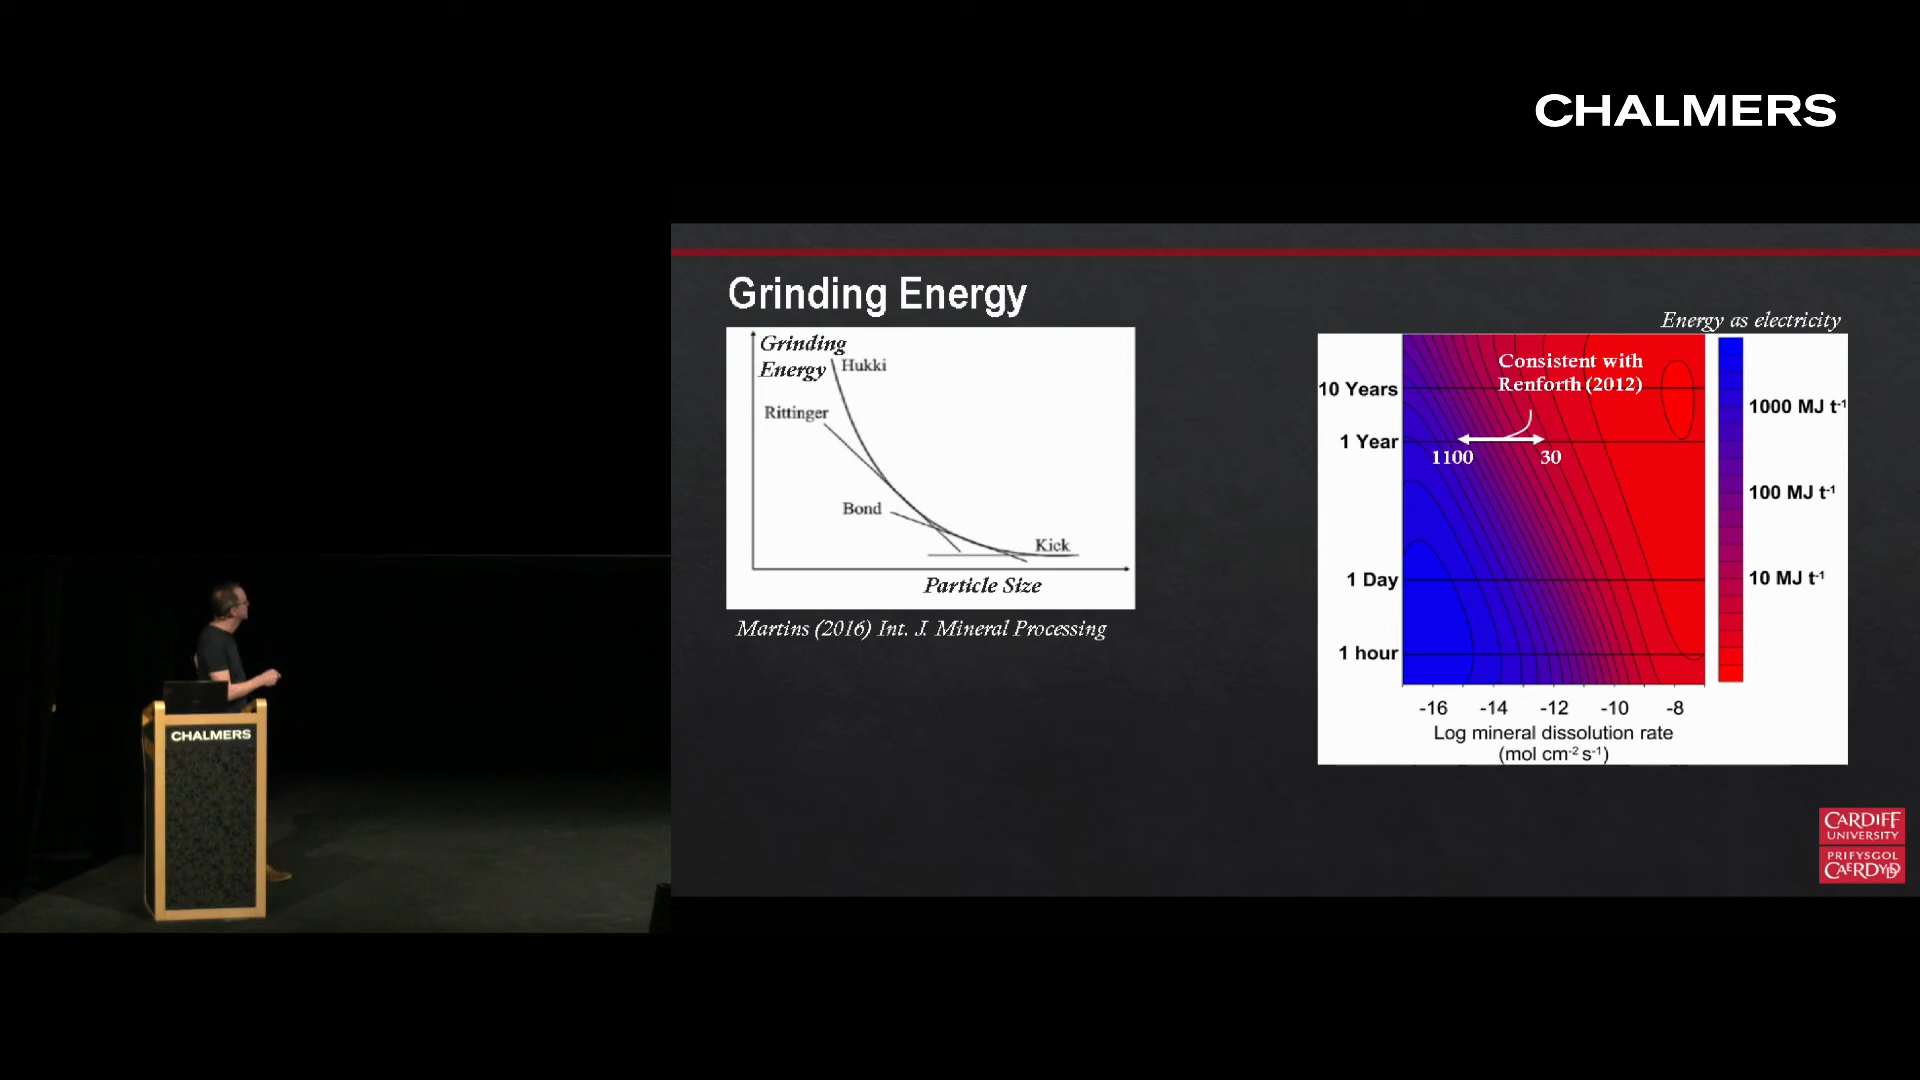 CHALMERS
Grinding Energy
Grinding
Energy
Hukki
Rittinger
Bond
Kick
Particle Size
Martins (2016) Int. J. Mineral Processing
Energy as electricity
Consistent with
Renforth (2012)
10 Years
1 Year
1100
30
1 Day
1 hour
1000 MJ t⁻¹
100 MJ t⁻¹
10 MJ t⁻¹
-16 -14 -12 -10 -8
Log mineral dissolution rate
(mol cm⁻² s⁻¹)
CHALMERS
CARDIFF
UNIVERSITY
PRIFYSGOL
CAERDYDD